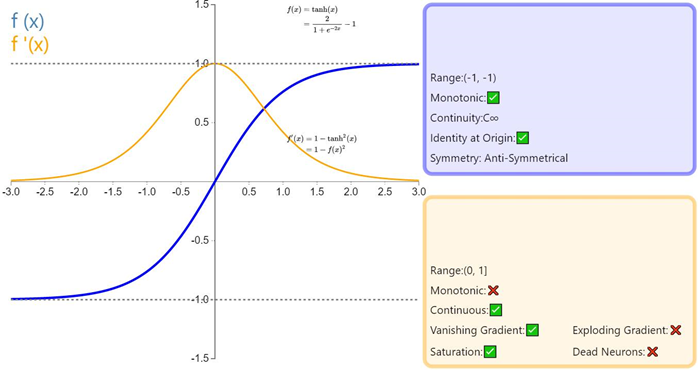 f (x)
f '(x)
1.5
1.0
0.5
-0.5
-1.0
-1.5
-3.0 -2.5 -2.0 -1.5 -1.0 -0.5 0.5 1.0 1.5 2.0 2.5 3.0
f(x) = tanh(x)
= 2 / (1 + e^{-2x}) − 1
f'(x) = 1 − tanh²(x)
= 1 − f(x)²
Range:(-1, -1)
Monotonic:✅
Continuity:C∞
Identity at Origin:✅
Symmetry: Anti-Symmetrical
Range:(0, 1]
Monotonic:❌
Continuous:✅
Vanishing Gradient:✅ Exploding Gradient:❌
Saturation:✅ Dead Neurons:❌